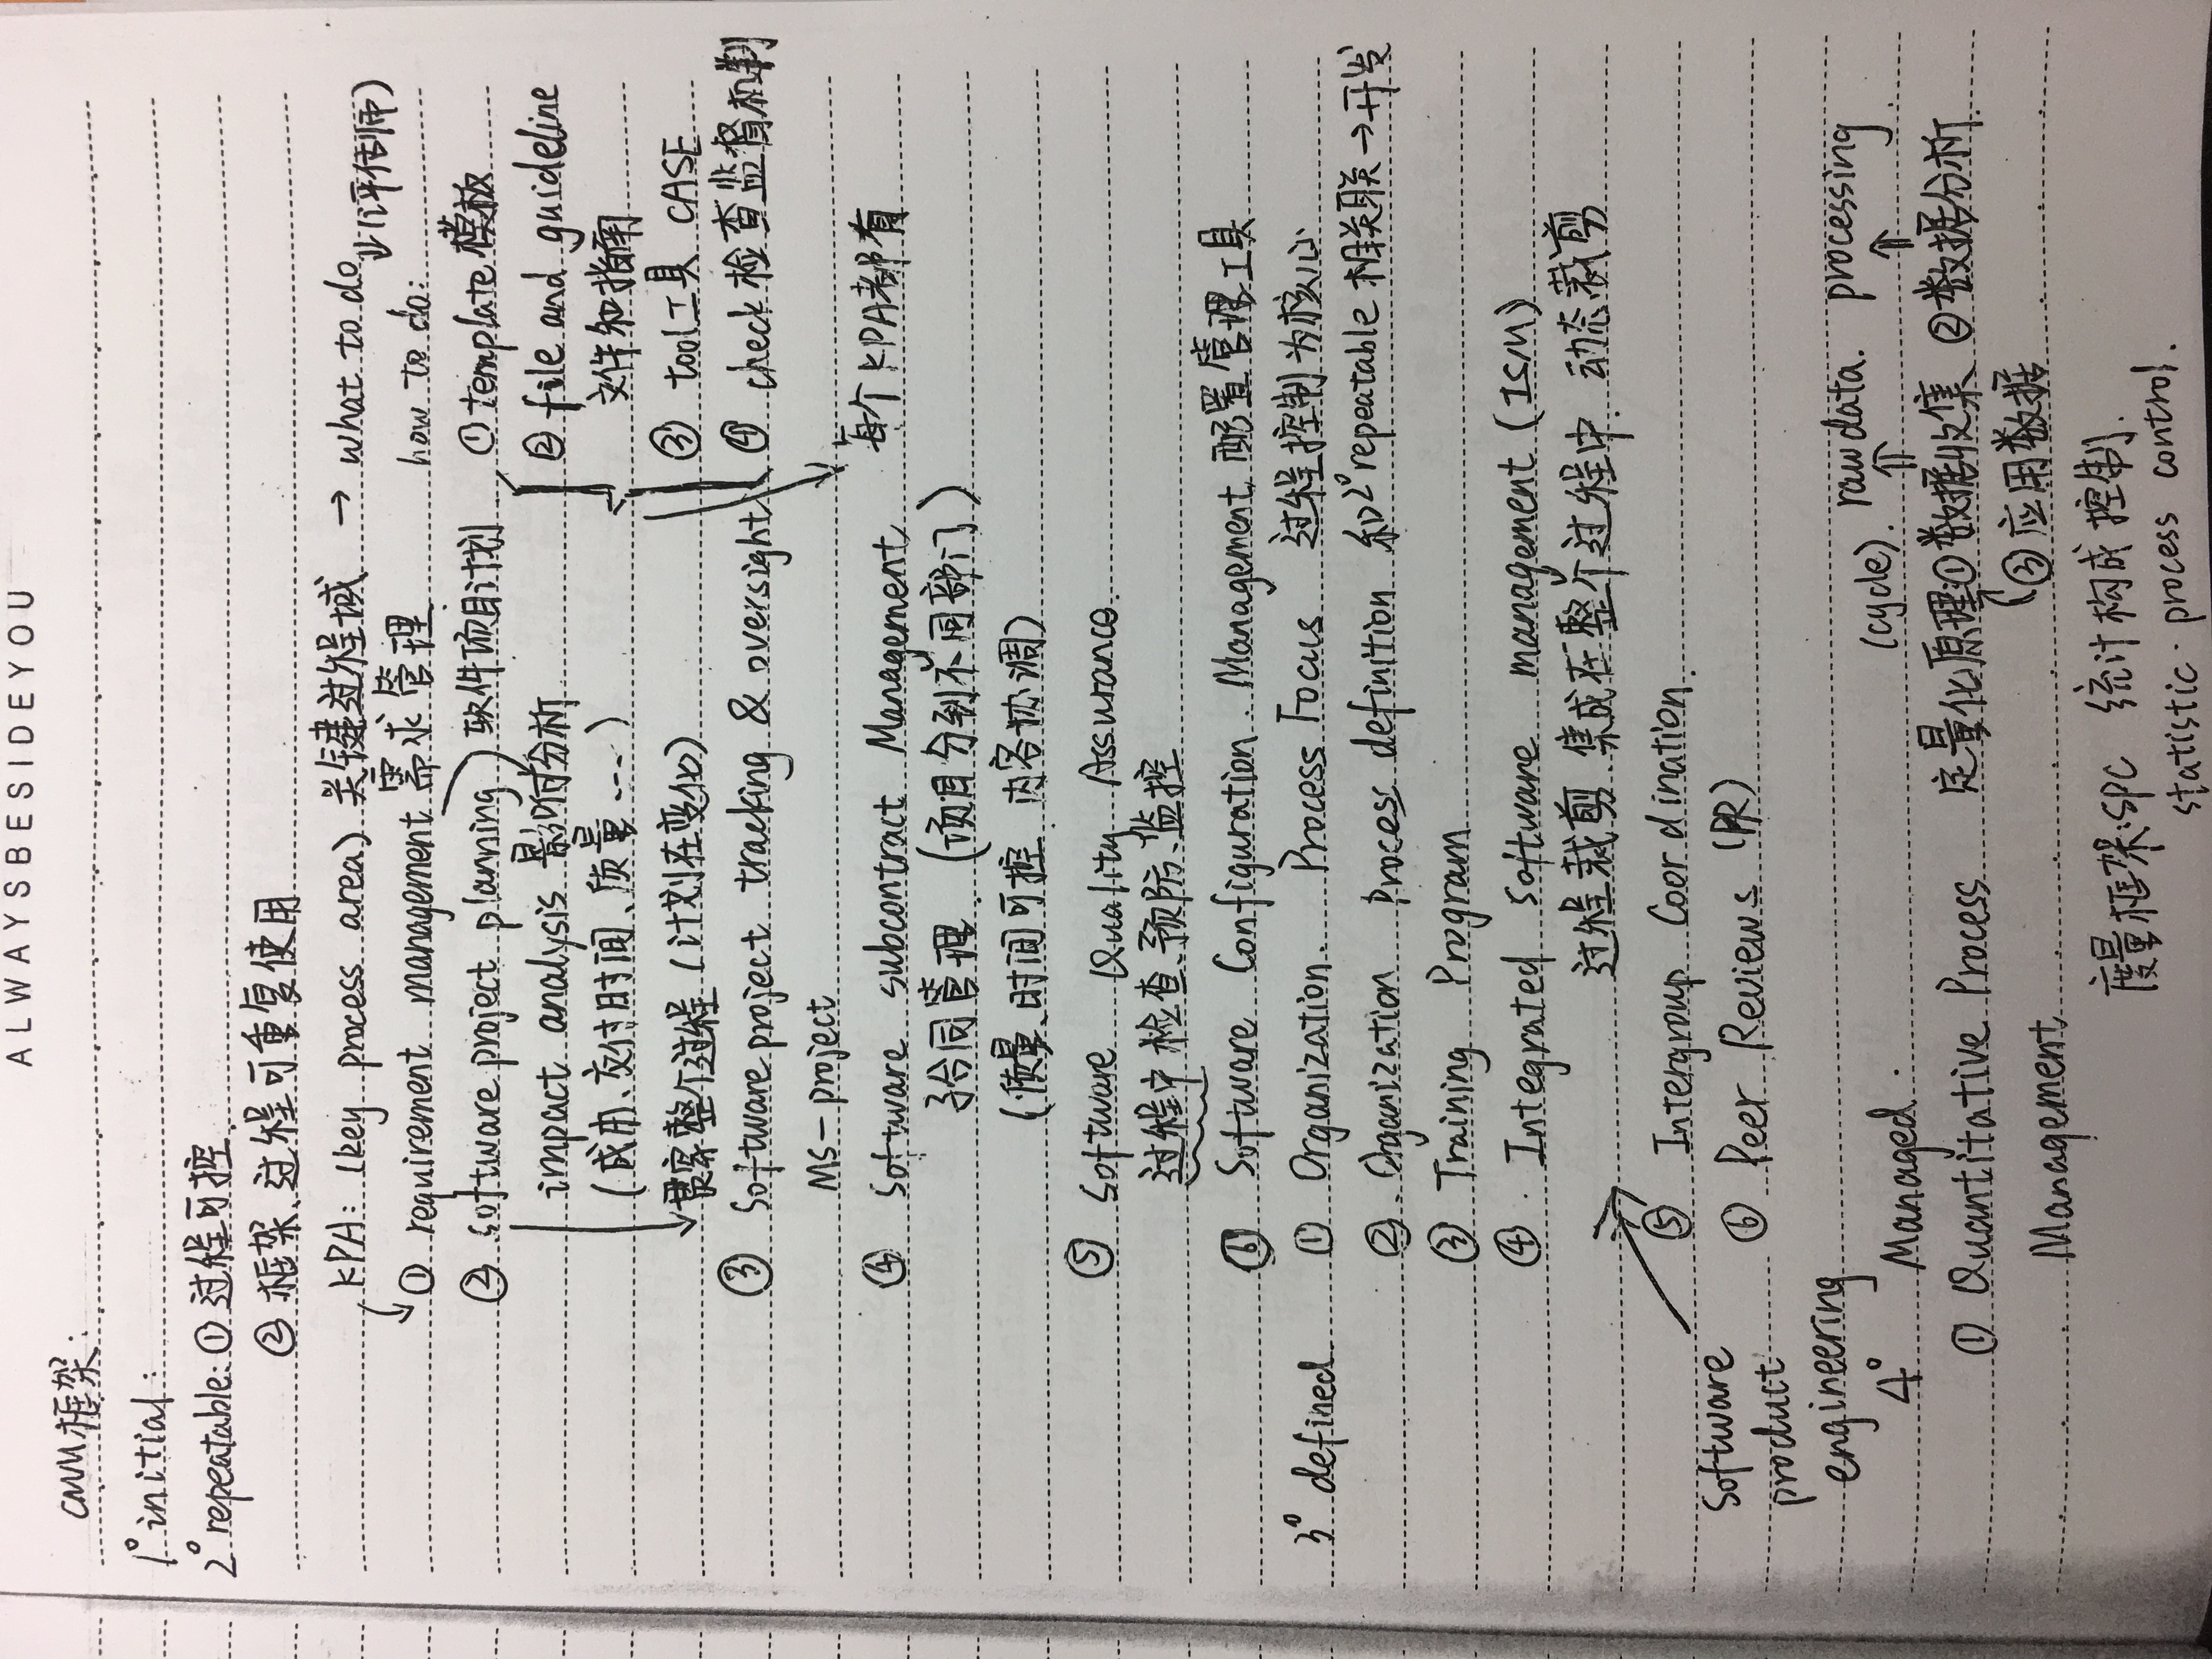 ALWAYSBESIDEYOU
CMM框架:
1° initial:
2° repeatable: ① 过程可控.
② 框架、过程可重复使用
KPA: (key process area) 关键过程域 → what to do
↓(评估师)
① requirement management 需求管理 how to do:
② software project planning 软件项目计划 ① template 模板
impact analysis 影响分析 ② file and guideline
(成本、交付时间、质量...) 文件和指南
贯穿整个过程 (计划在变化) ③ tool工具 CASE
③ Software project tracking & oversight ④ check 检查监督机制
MS-project
④ Software subcontract Management 每个KPA都有
子合同管理. (项目分到不同部门)
(质量、时间可控 内容协调)
⑤ Software Quality Assurance.
过程中检查、预防、监控
⑥ Software Configuration Management 配置管理工具
3° defined ① Organization Process Focus 过程控制为核心
② Organization Process definition 和2° repeatable 相关联 → 开发
③ Training Program
④ Integrated software management (ISM)
过程裁剪、集成在整个过程中. 动态裁剪
⑤ Intergroup Coordination.
Software
product
engineering
⑥ Peer Reviews (PR)
4° Managed: (cycle). raw data. processing
① Quantitative Process 定量化原理:①数据收集 ②数据分析
Management ③应用数据
度量框架:SPC 统计构成控制.
statistic process control.